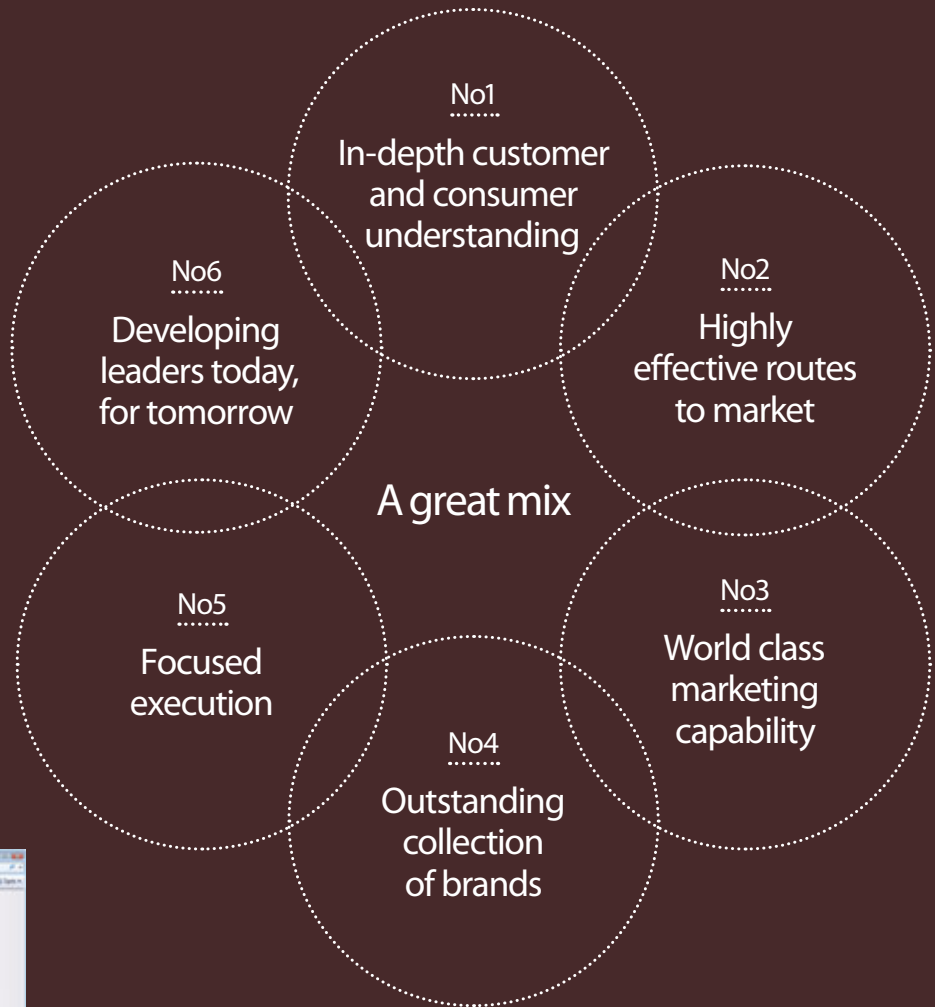 No1
In-depth customer
and consumer
understanding
No2
Highly
effective routes
to market
No3
World class
marketing
capability
No4
Outstanding
collection
of brands
No5
Focused
execution
No6
Developing
leaders today,
for tomorrow
A great mix